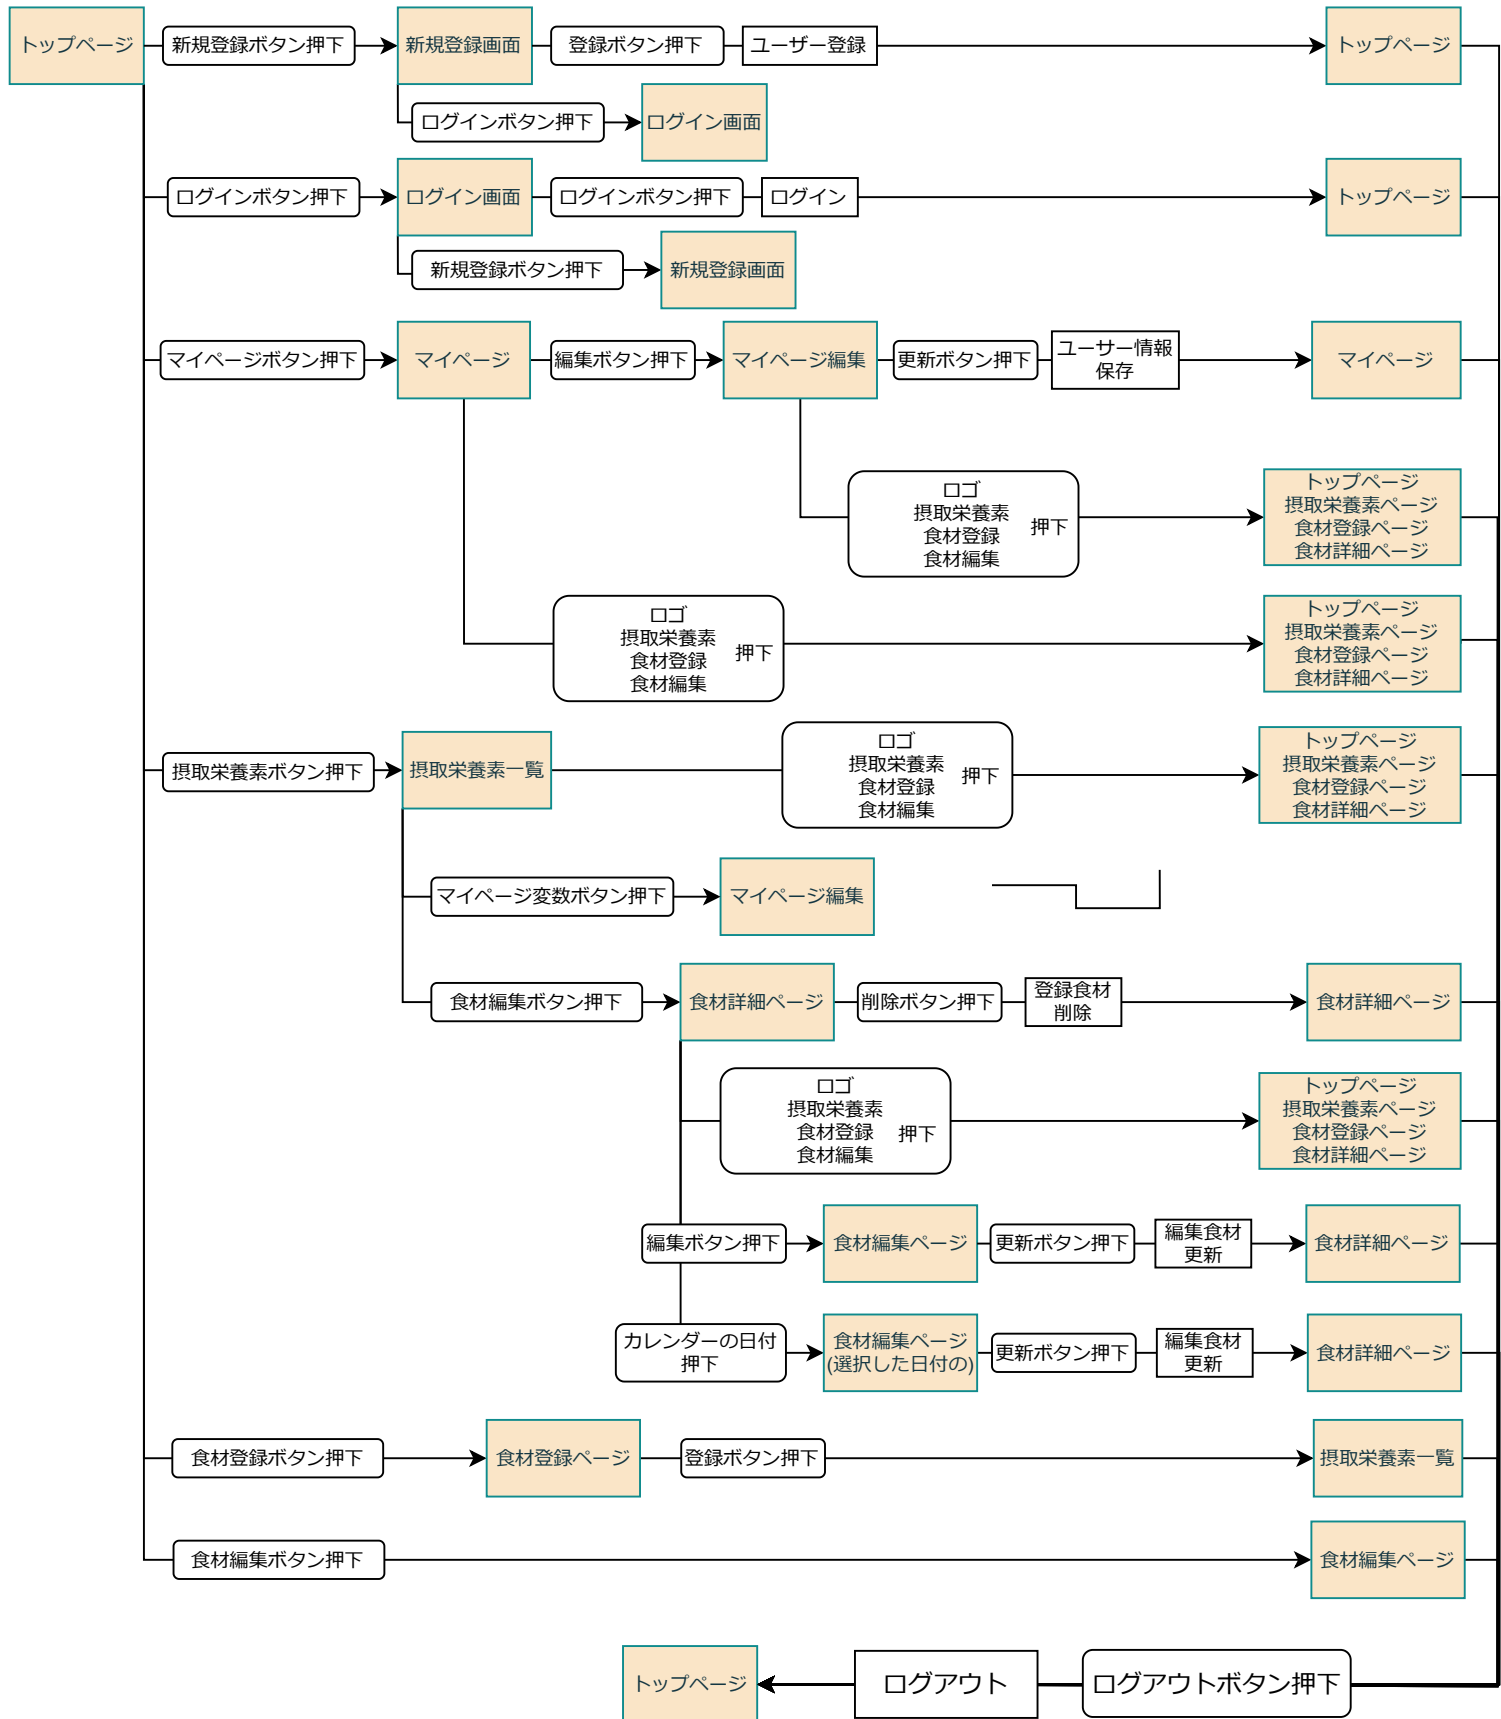 トップページ
新規登録ボタン押下
新規登録画面
登録ボタン押下
ユーザー登録
トップページ
ログインボタン押下
ログイン画面
ログインボタン押下
ログイン画面
ログインボタン押下
ログイン
トップページ
新規登録ボタン押下
新規登録画面
マイページボタン押下
マイページ
編集ボタン押下
マイページ編集
更新ボタン押下
ユーサー情報
保存
マイページ
ロゴ
摂取栄養素
食材登録
食材編集
押下
トップページ
摂取栄養素ページ
食材登録ページ
食材詳細ページ
ロゴ
摂取栄養素
食材登録
食材編集
押下
トップページ
摂取栄養素ページ
食材登録ページ
食材詳細ページ
摂取栄養素ボタン押下
摂取栄養素一覧
ロゴ
摂取栄養素
食材登録
食材編集
押下
トップページ
摂取栄養素ページ
食材登録ページ
食材詳細ページ
マイページ変数ボタン押下
マイページ編集
食材編集ボタン押下
食材詳細ページ
削除ボタン押下
登録食材
削除
食材詳細ページ
ロゴ
摂取栄養素
食材登録
食材編集
押下
トップページ
摂取栄養素ページ
食材登録ページ
食材詳細ページ
編集ボタン押下
食材編集ページ
更新ボタン押下
編集食材
更新
食材詳細ページ
カレンダーの日付
押下
食材編集ページ
(選択した日付の)
更新ボタン押下
編集食材
更新
食材詳細ページ
食材登録ボタン押下
食材登録ページ
登録ボタン押下
摂取栄養素一覧
食材編集ボタン押下
食材編集ページ
トップページ
ログアウト
ログアウトボタン押下